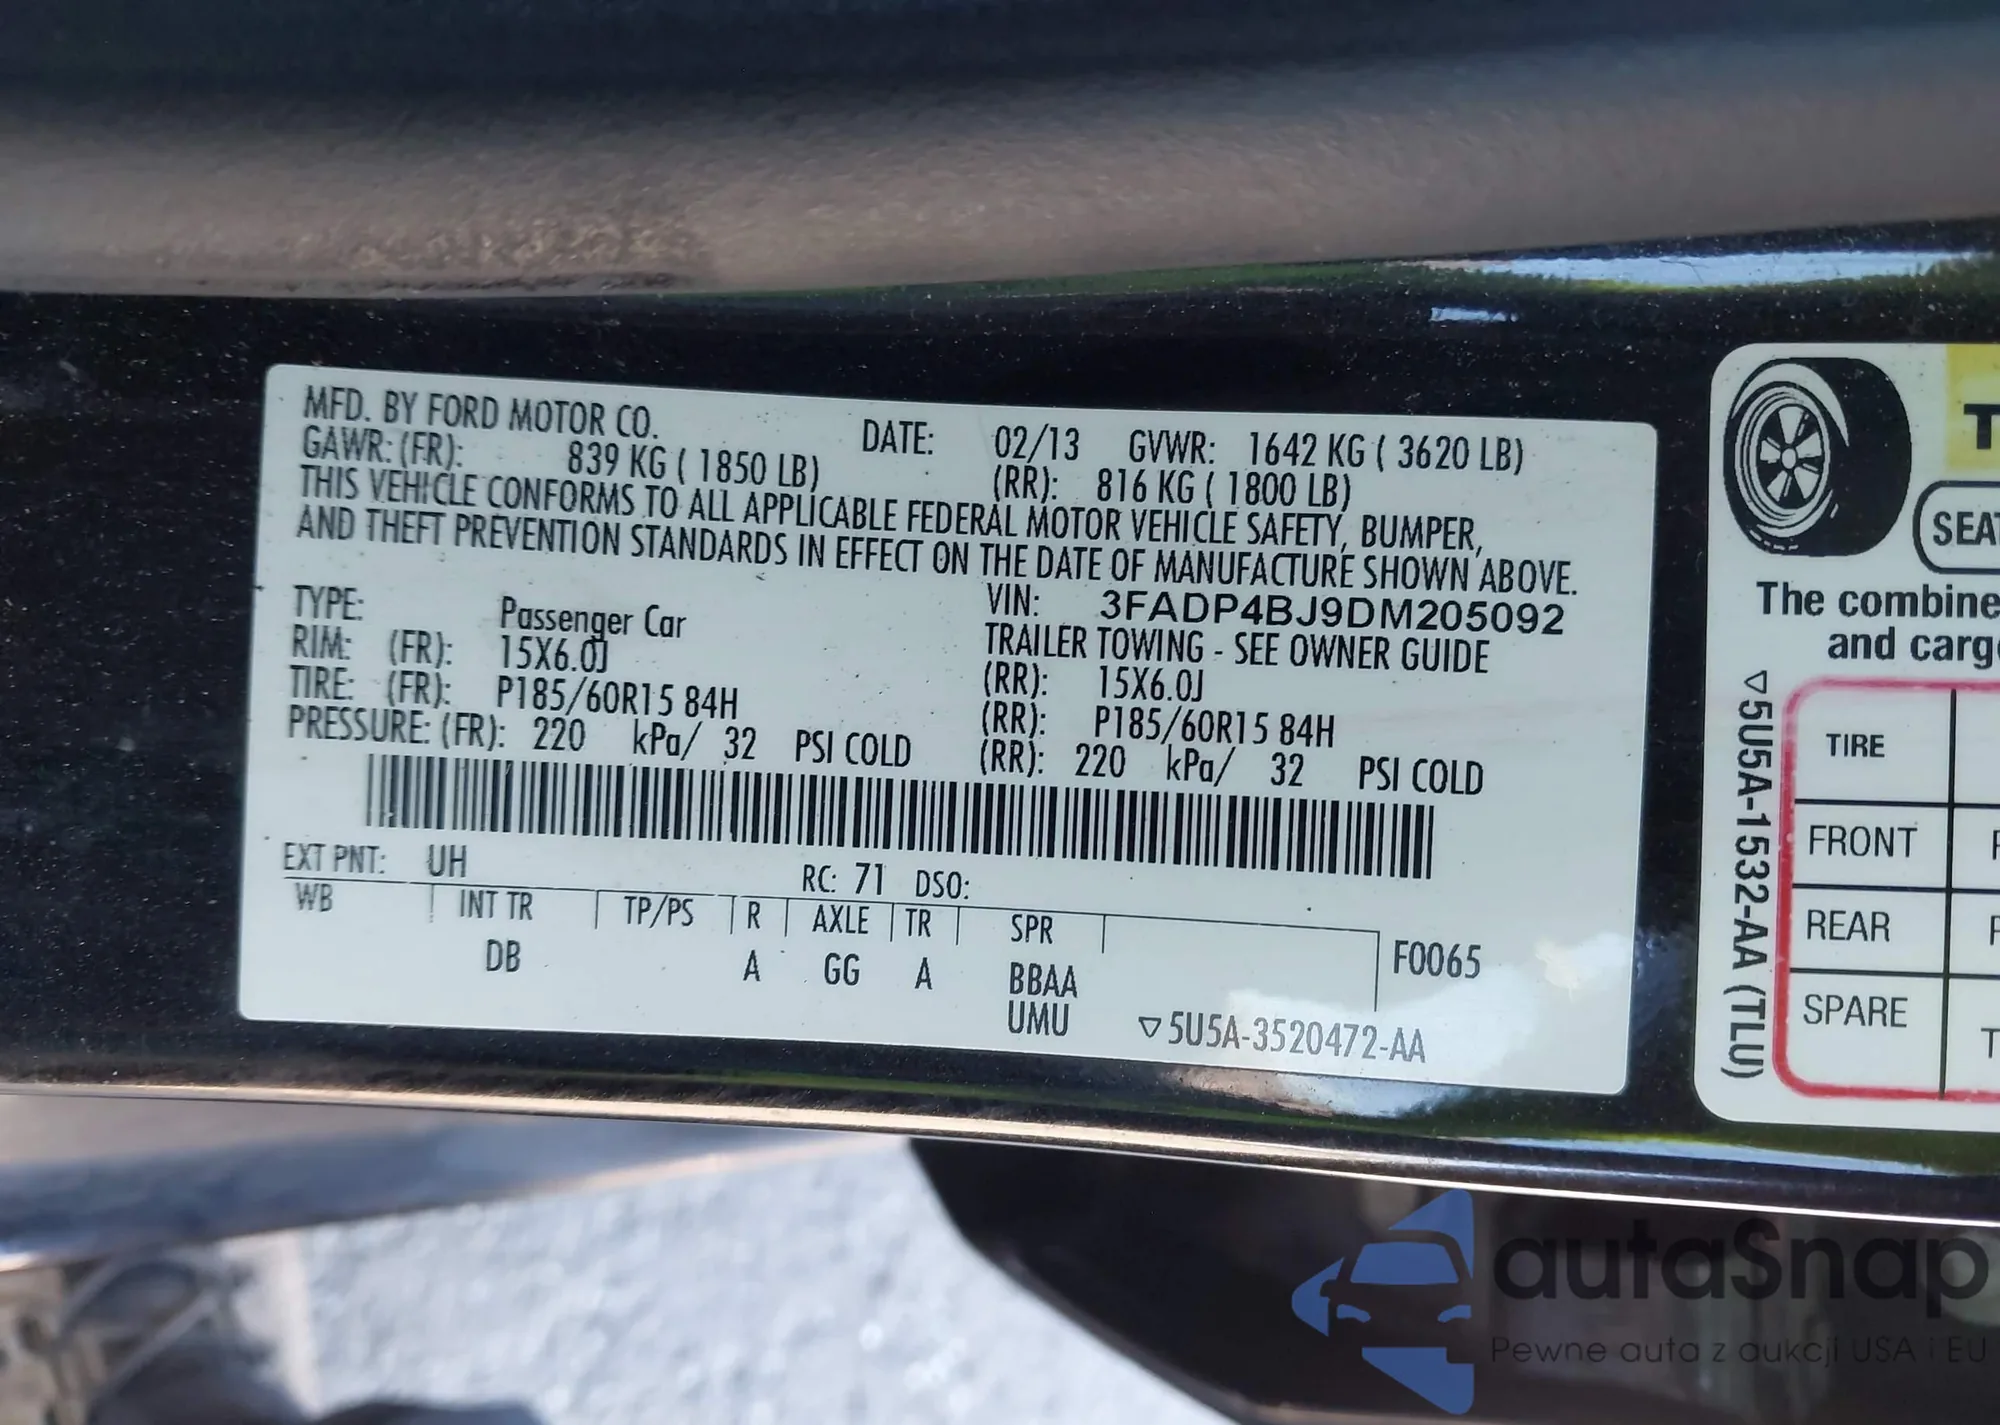 MFD. BY FORD MOTOR CO. DATE: 02/13 GVWR: 1642 KG ( 3620 LB)
GAWR: (FR): 839 KG ( 1850 LB) (RR): 816 KG ( 1800 LB)
THIS VEHICLE CONFORMS TO ALL APPLICABLE FEDERAL MOTOR VEHICLE SAFETY, BUMPER,
AND THEFT PREVENTION STANDARDS IN EFFECT ON THE DATE OF MANUFACTURE SHOWN ABOVE.
VIN: 3FADP4BJ9DM205092
TYPE: Passenger Car TRAILER TOWING - SEE OWNER GUIDE
RIM: (FR): 15X6.0J (RR): 15X6.0J
TIRE: (FR): P185/60R15 84H (RR): P185/60R15 84H
PRESSURE: (FR): 220 kPa/ 32 PSI COLD (RR): 220 kPa/ 32 PSI COLD
EXT PNT: UH RC: 71 DSO:
WB INT TR TP/PS R AXLE TR SPR
DB A GG A BBAA F0065
UMU ▽5U5A-3520472-AA
T
SEAT
The combine
and carg
▽5U5A-1532-AA (TLU)
TIRE
FRONT
REAR
SPARE T
autaSnap
Pewne auta z aukcji USA i EU